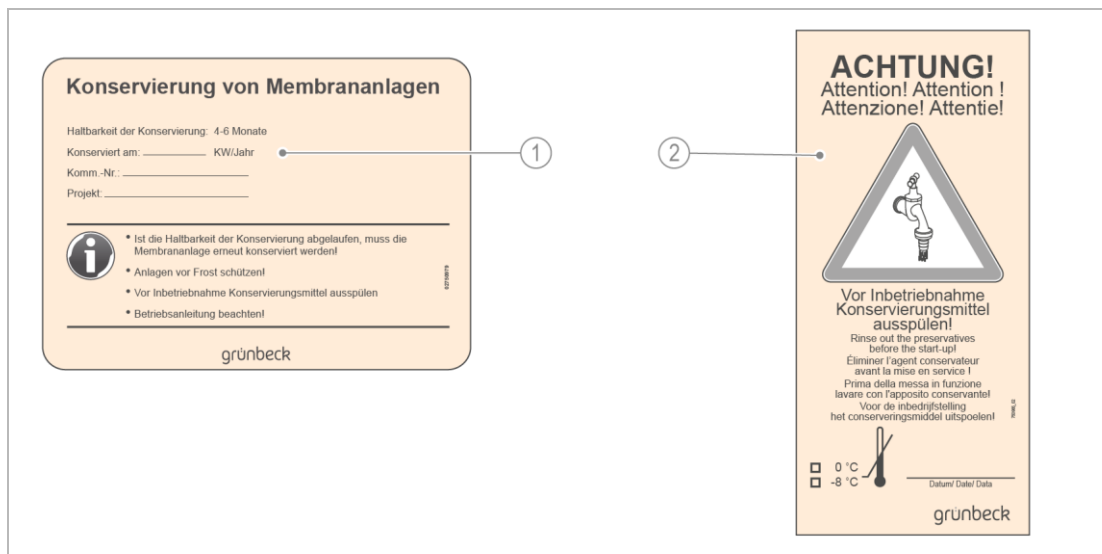 Konservierung von Membrananlagen
Haltbarkeit der Konservierung: 4-6 Monate
Konserviert am: KW/Jahr
Komm.-Nr.:
Projekt:
• Ist die Haltbarkeit der Konservierung abgelaufen, muss die
Membrananlage erneut konserviert werden!
• Anlagen vor Frost schützen!
• Vor Inbetriebnahme Konservierungsmittel ausspülen
• Betriebsanleitung beachten!
grünbeck
1
2
ACHTUNG!
Attention! Attention !
Attenzione! Attentie!
Vor Inbetriebnahme
Konservierungsmittel
ausspülen!
Rinse out the preservatives
before the start-up!
Éliminer l'agent conservateur
avant la mise en service !
Prima della messa in funzione
lavare con l'apposito conservante!
Voor de inbedrijfstelling
het conserveringsmiddel uitspoelen!
0 °C
-8 °C
Datum/ Date/ Data
grünbeck